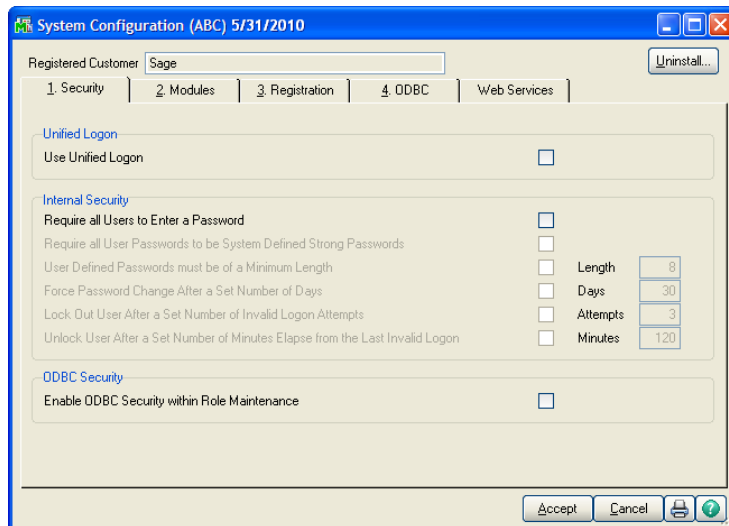 System Configuration (ABC) 5/31/2010
Registered Customer Sage Uninstall...
1. Security 2. Modules 3. Registration 4. ODBC Web Services
Unified Logon
Use Unified Logon
Internal Security
Require all Users to Enter a Password
Require all User Passwords to be System Defined Strong Passwords
User Defined Passwords must be of a Minimum Length Length 8
Force Password Change After a Set Number of Days Days 30
Lock Out User After a Set Number of Invalid Logon Attempts Attempts 3
Unlock User After a Set Number of Minutes Elapse from the Last Invalid Logon Minutes 120
ODBC Security
Enable ODBC Security within Role Maintenance
Accept Cancel